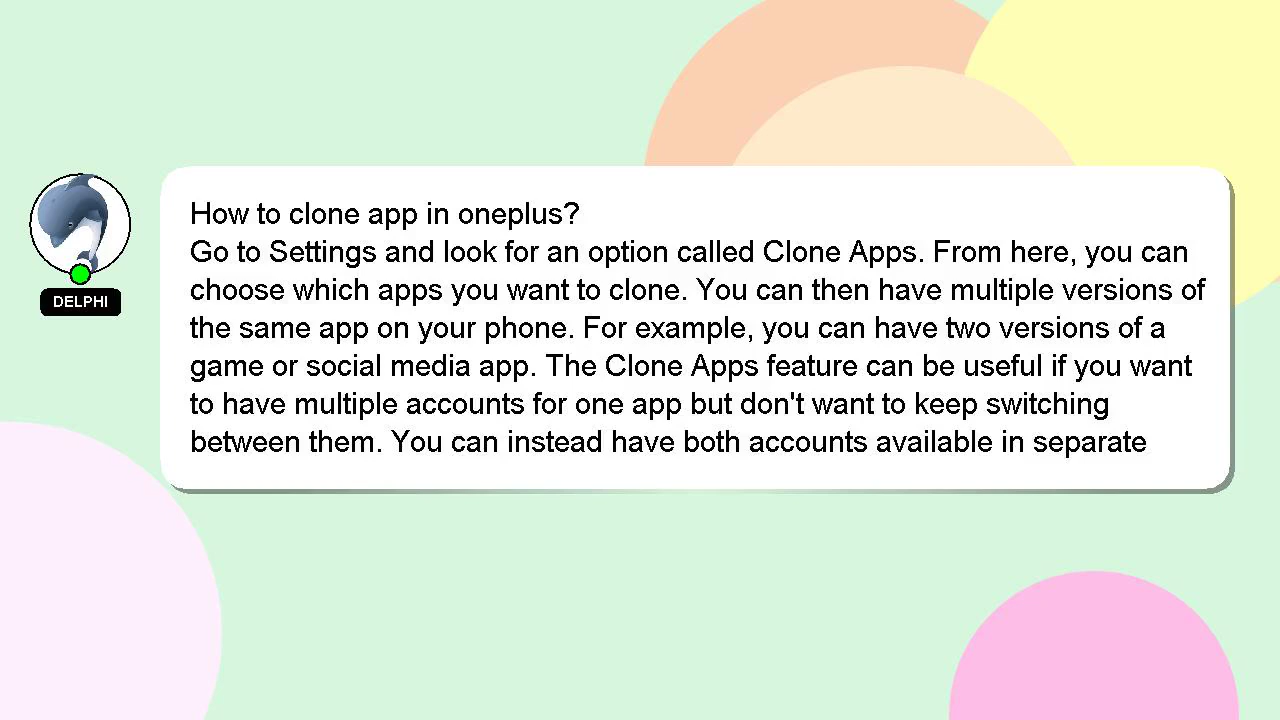 How to clone app in oneplus?
Go to Settings and look for an option called Clone Apps. From here, you can
choose which apps you want to clone. You can then have multiple versions of
the same app on your phone. For example, you can have two versions of a
game or social media app. The Clone Apps feature can be useful if you want
to have multiple accounts for one app but don't want to keep switching
between them. You can instead have both accounts available in separate
DELPHI